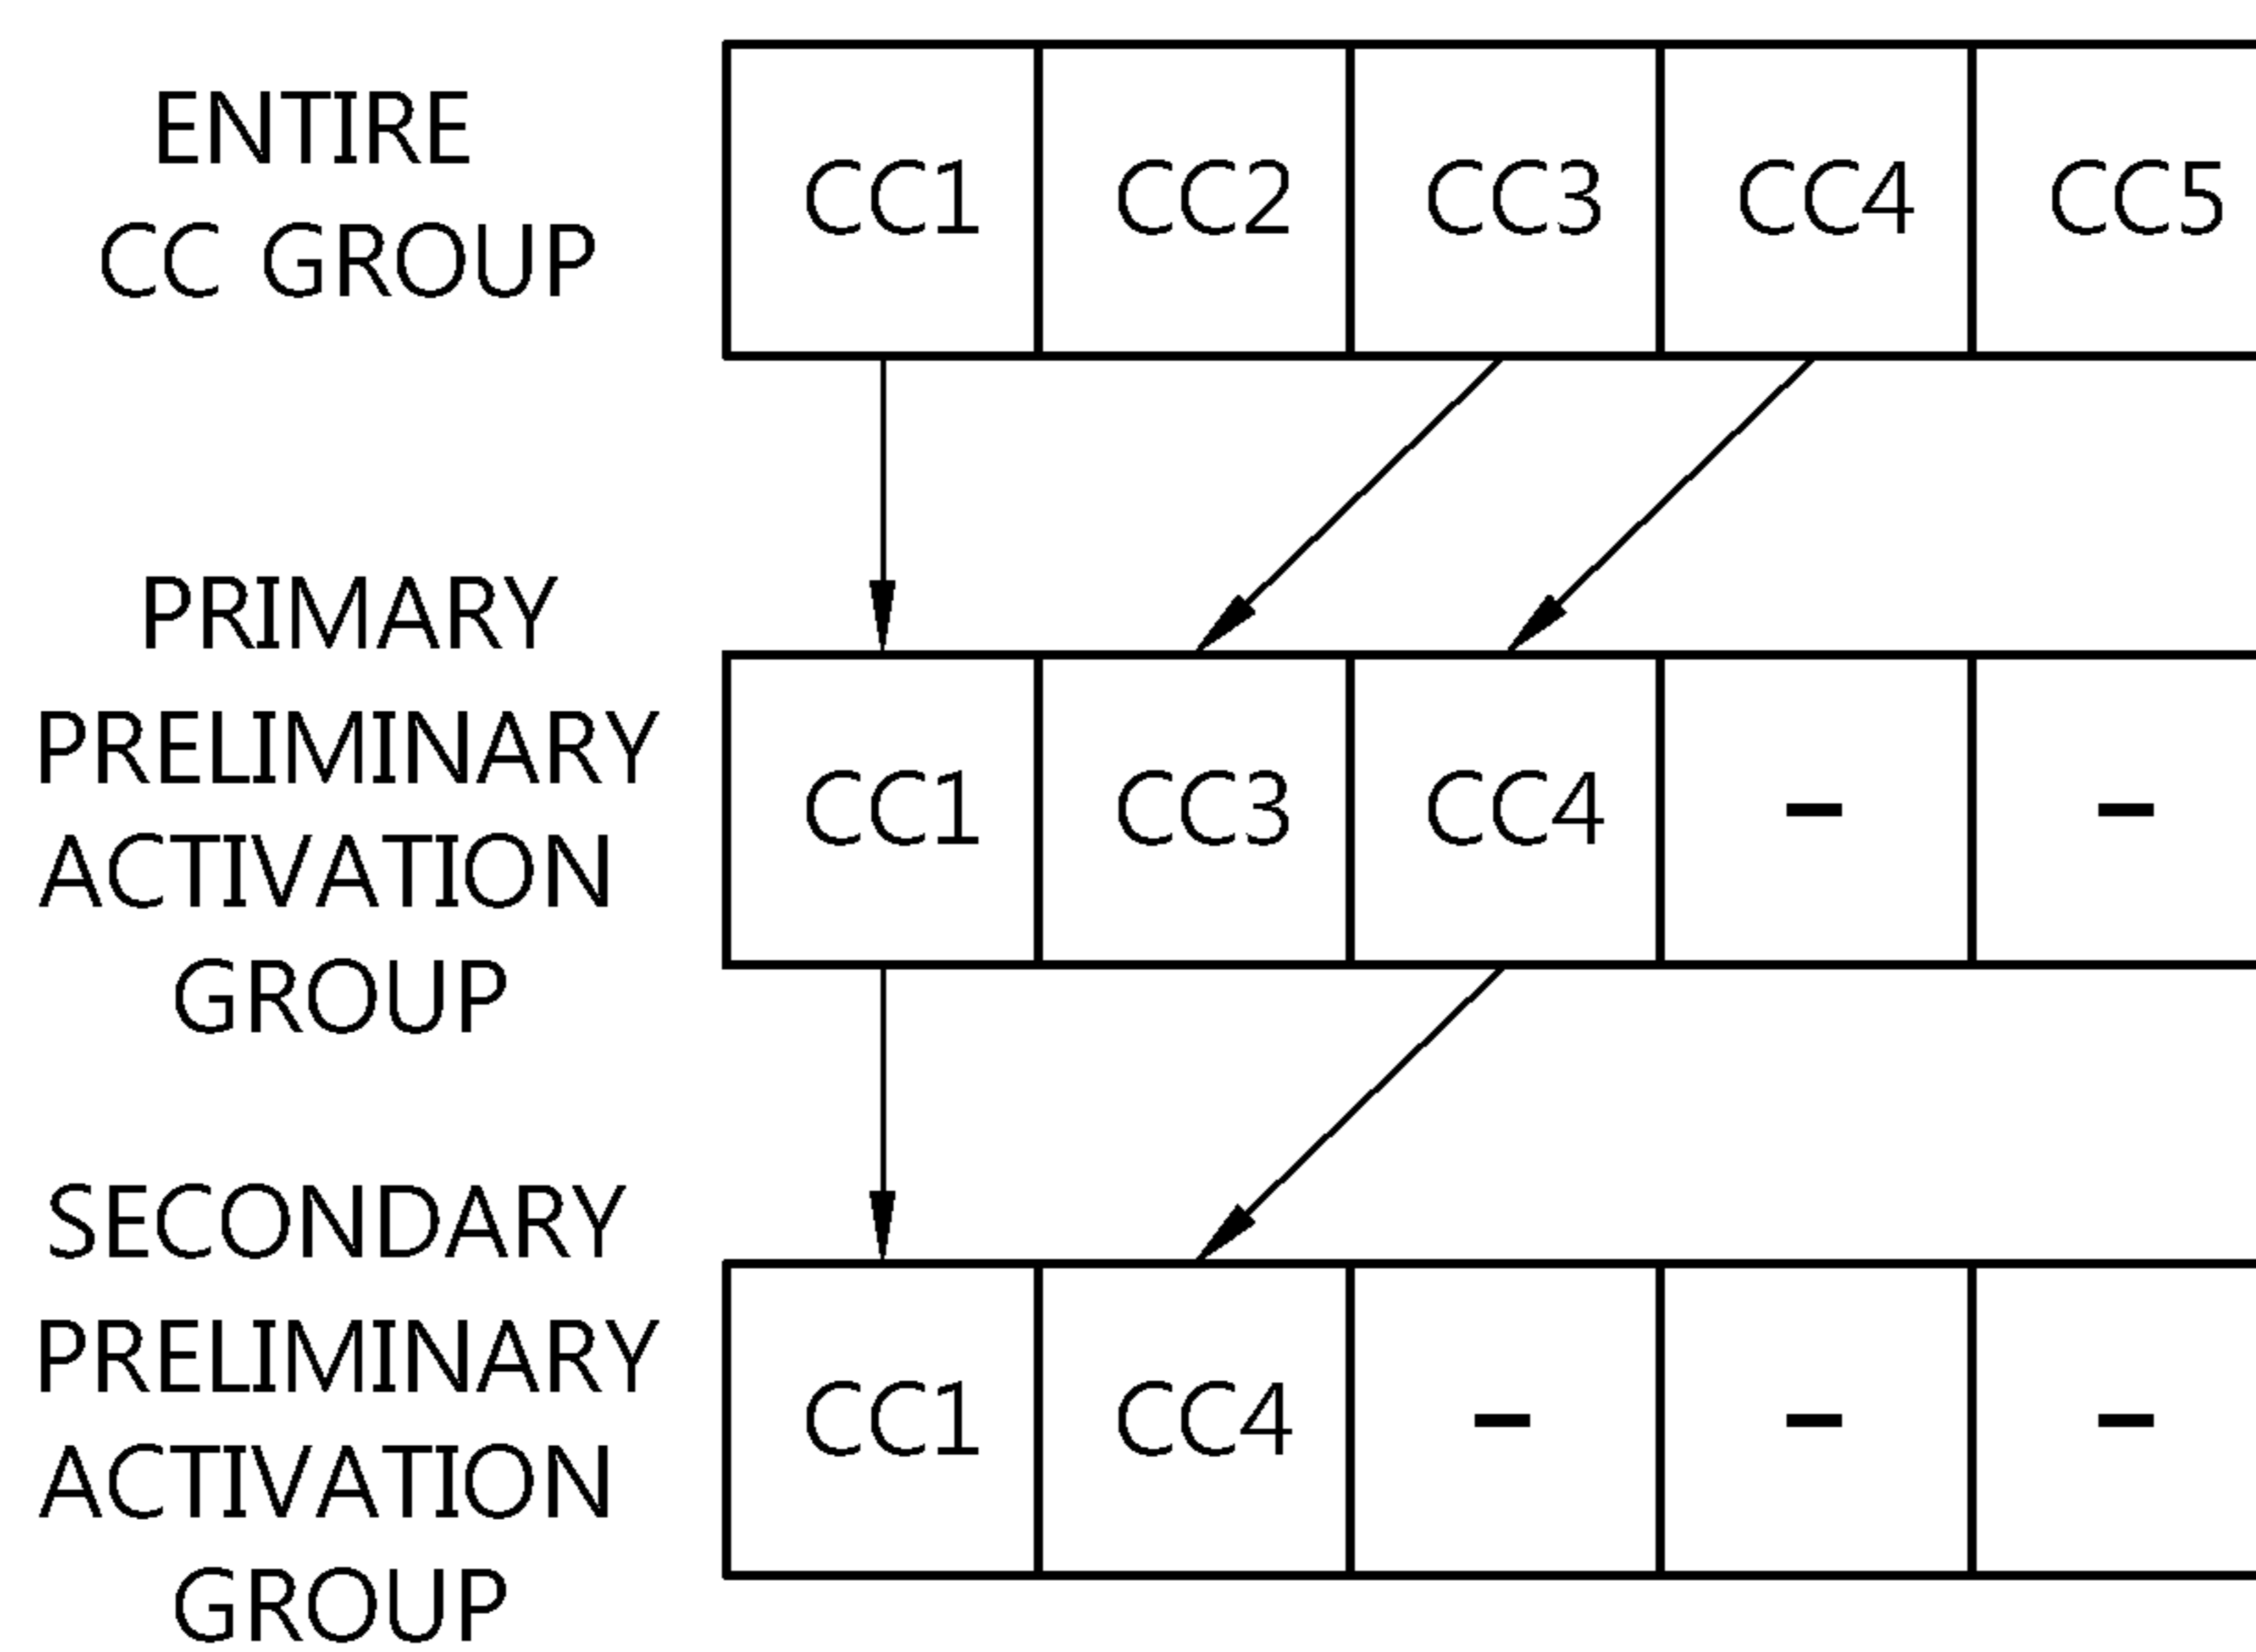 ENTIRE
CC GROUP
CC1 CC2 CC3 CC4 CC5
PRIMARY
PRELIMINARY
ACTIVATION
GROUP
CC1 CC3 CC4 - -
SECONDARY
PRELIMINARY
ACTIVATION
GROUP
CC1 CC4 - - -